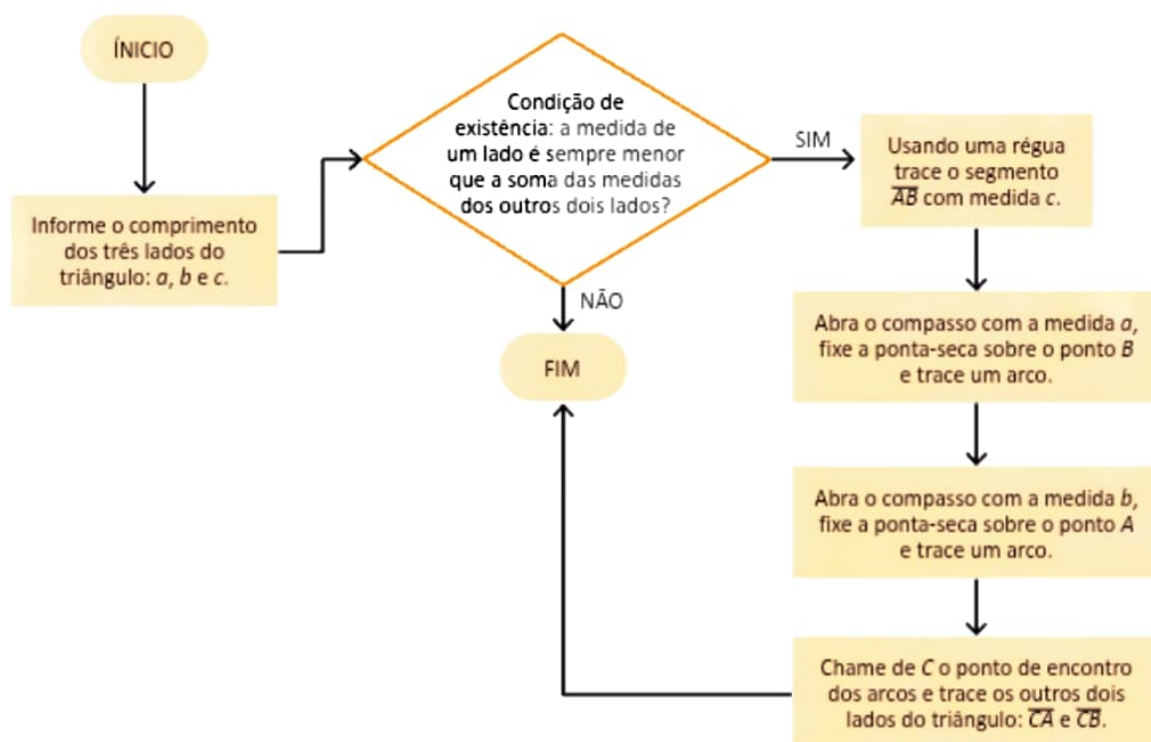 ÍNICIO
Informe o comprimento
dos três lados do
triângulo: a, b e c.
Condição de
existência: a medida de
um lado é sempre menor
que a soma das medidas
dos outros dois lados?
SIM
NÃO
FIM
Usando uma régua
trace o segmento
A̅B̅ com medida c.
Abra o compasso com a medida a,
fixe a ponta-seca sobre o ponto B
e trace um arco.
Abra o compasso com a medida b,
fixe a ponta-seca sobre o ponto A
e trace um arco.
Chame de C o ponto de encontro
dos arcos e trace os outros dois
lados do triângulo: C̅A̅ e C̅B̅.